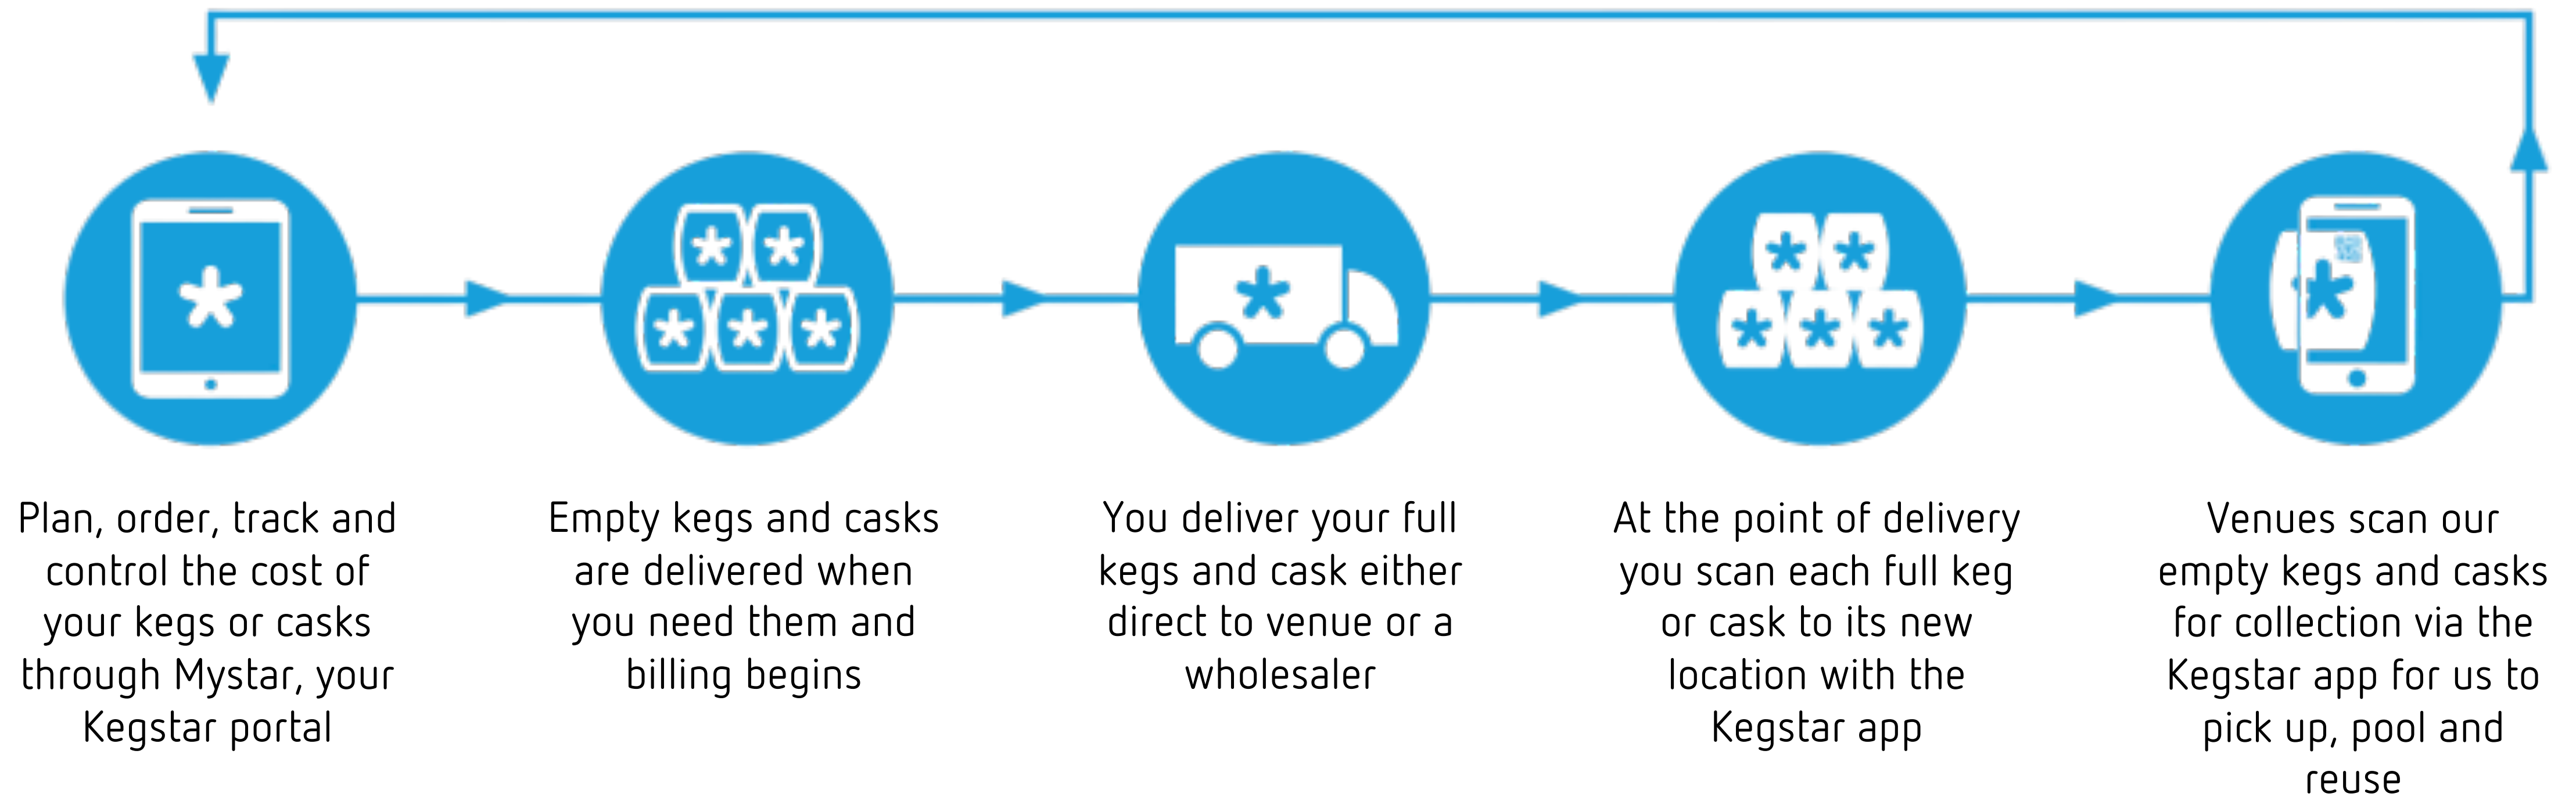 Plan, order, track and
control the cost of
your kegs or casks
through Mystar, your
Kegstar portal
Empty kegs and casks
are delivered when
you need them and
billing begins
You deliver your full
kegs and cask either
direct to venue or a
wholesaler
At the point of delivery
you scan each full keg
or cask to its new
location with the
Kegstar app
Venues scan our
empty kegs and casks
for collection via the
Kegstar app for us to
pick up, pool and
reuse